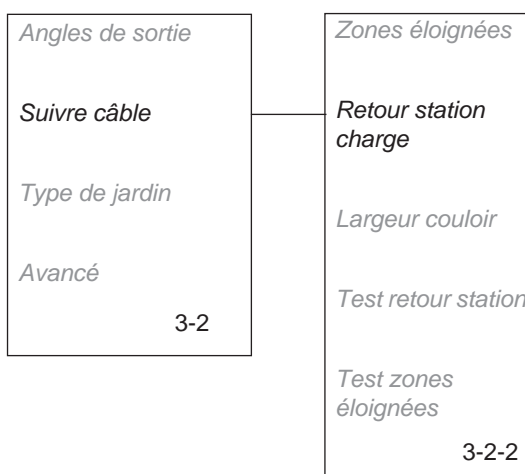 Angles de sortie
Suivre câble
Type de jardin
Avancé
3-2
Zones éloignées
Retour station
charge
Largeur couloir
Test retour station
Test zones
éloignées
3-2-2